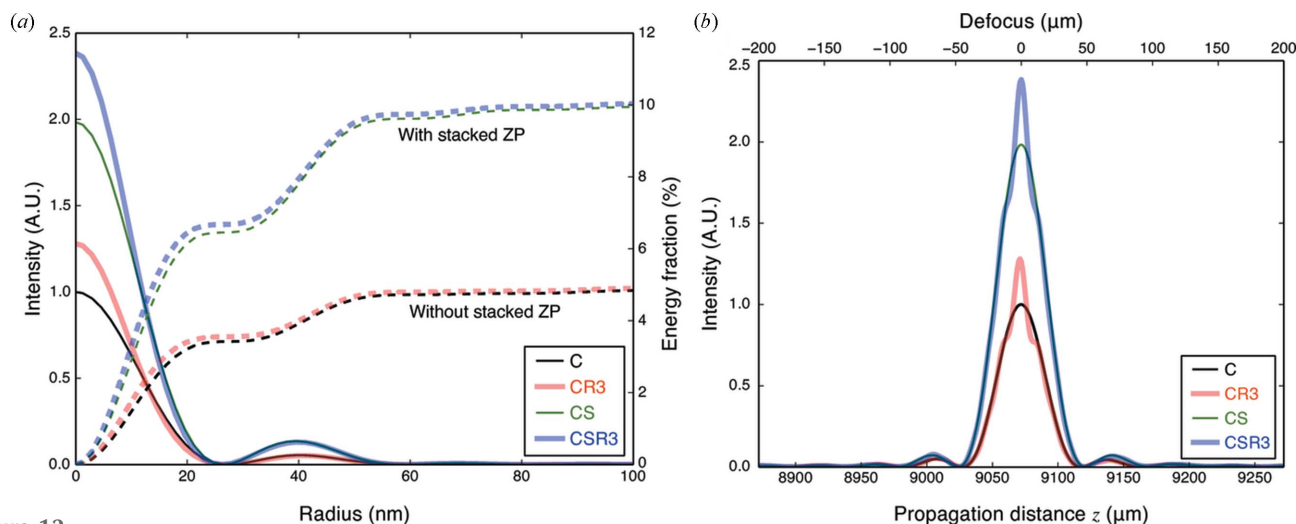 (a)
2.5
2.0
1.5
1.0
0.5
0.0
Intensity (A.U.)
12
10
8
6
4
2
0
Energy fraction (%)
With stacked ZP
Without stacked ZP
C
CR3
CS
CSR3
0 20 40 60 80 100
Radius (nm)
(b)
Defocus (µm)
−200 −150 −100 −50 0 50 100 150 200
2.5
2.0
1.5
1.0
0.5
0.0
Intensity (A.U.)
C
CR3
CS
CSR3
8900 8950 9000 9050 9100 9150 9200 9250
Propagation distance z (µm)